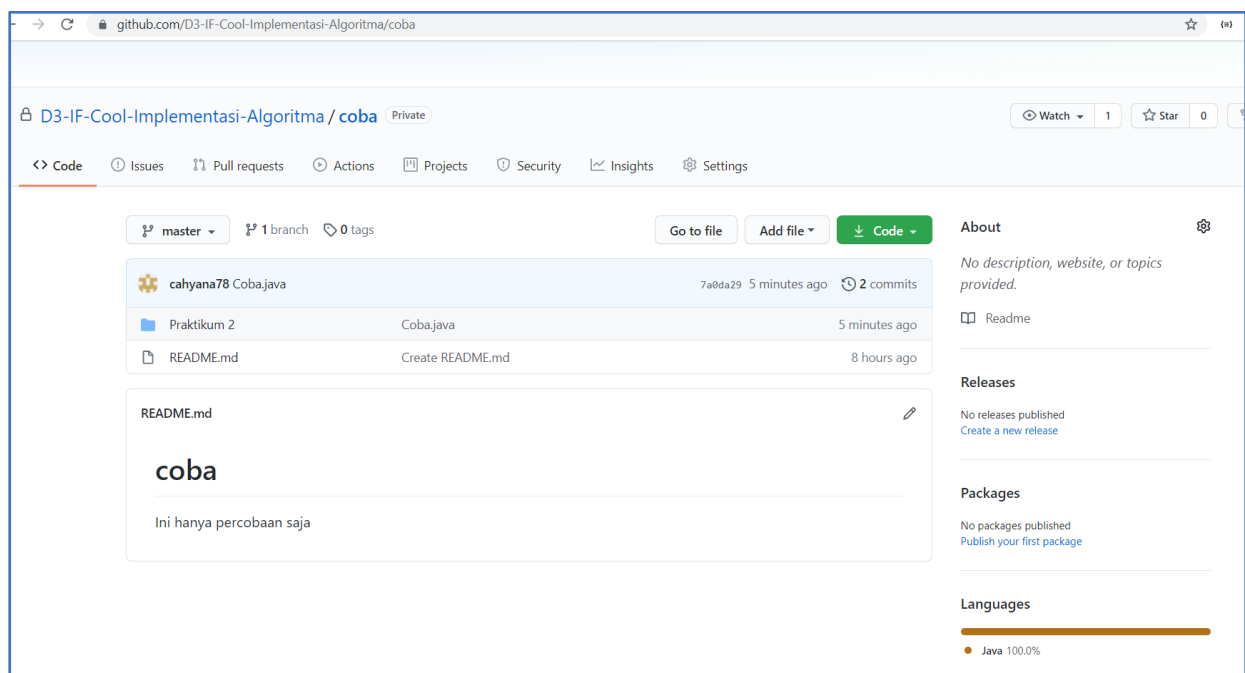 github.com/D3-IF-Cool-Implementasi-Algoritma/coba
D3-IF-Cool-Implementasi-Algoritma / coba Private
Watch 1 Star 0
Code Issues Pull requests Actions Projects Security Insights Settings
master 1 branch 0 tags Go to file Add file Code
cahyana78 Coba.java 7a0da29 5 minutes ago 2 commits
Praktikum 2 Coba.java 5 minutes ago
README.md Create README.md 8 hours ago
README.md
coba
Ini hanya percobaan saja
About
No description, website, or topics
provided.
Readme
Releases
No releases published
Create a new release
Packages
No packages published
Publish your first package
Languages
Java 100.0%